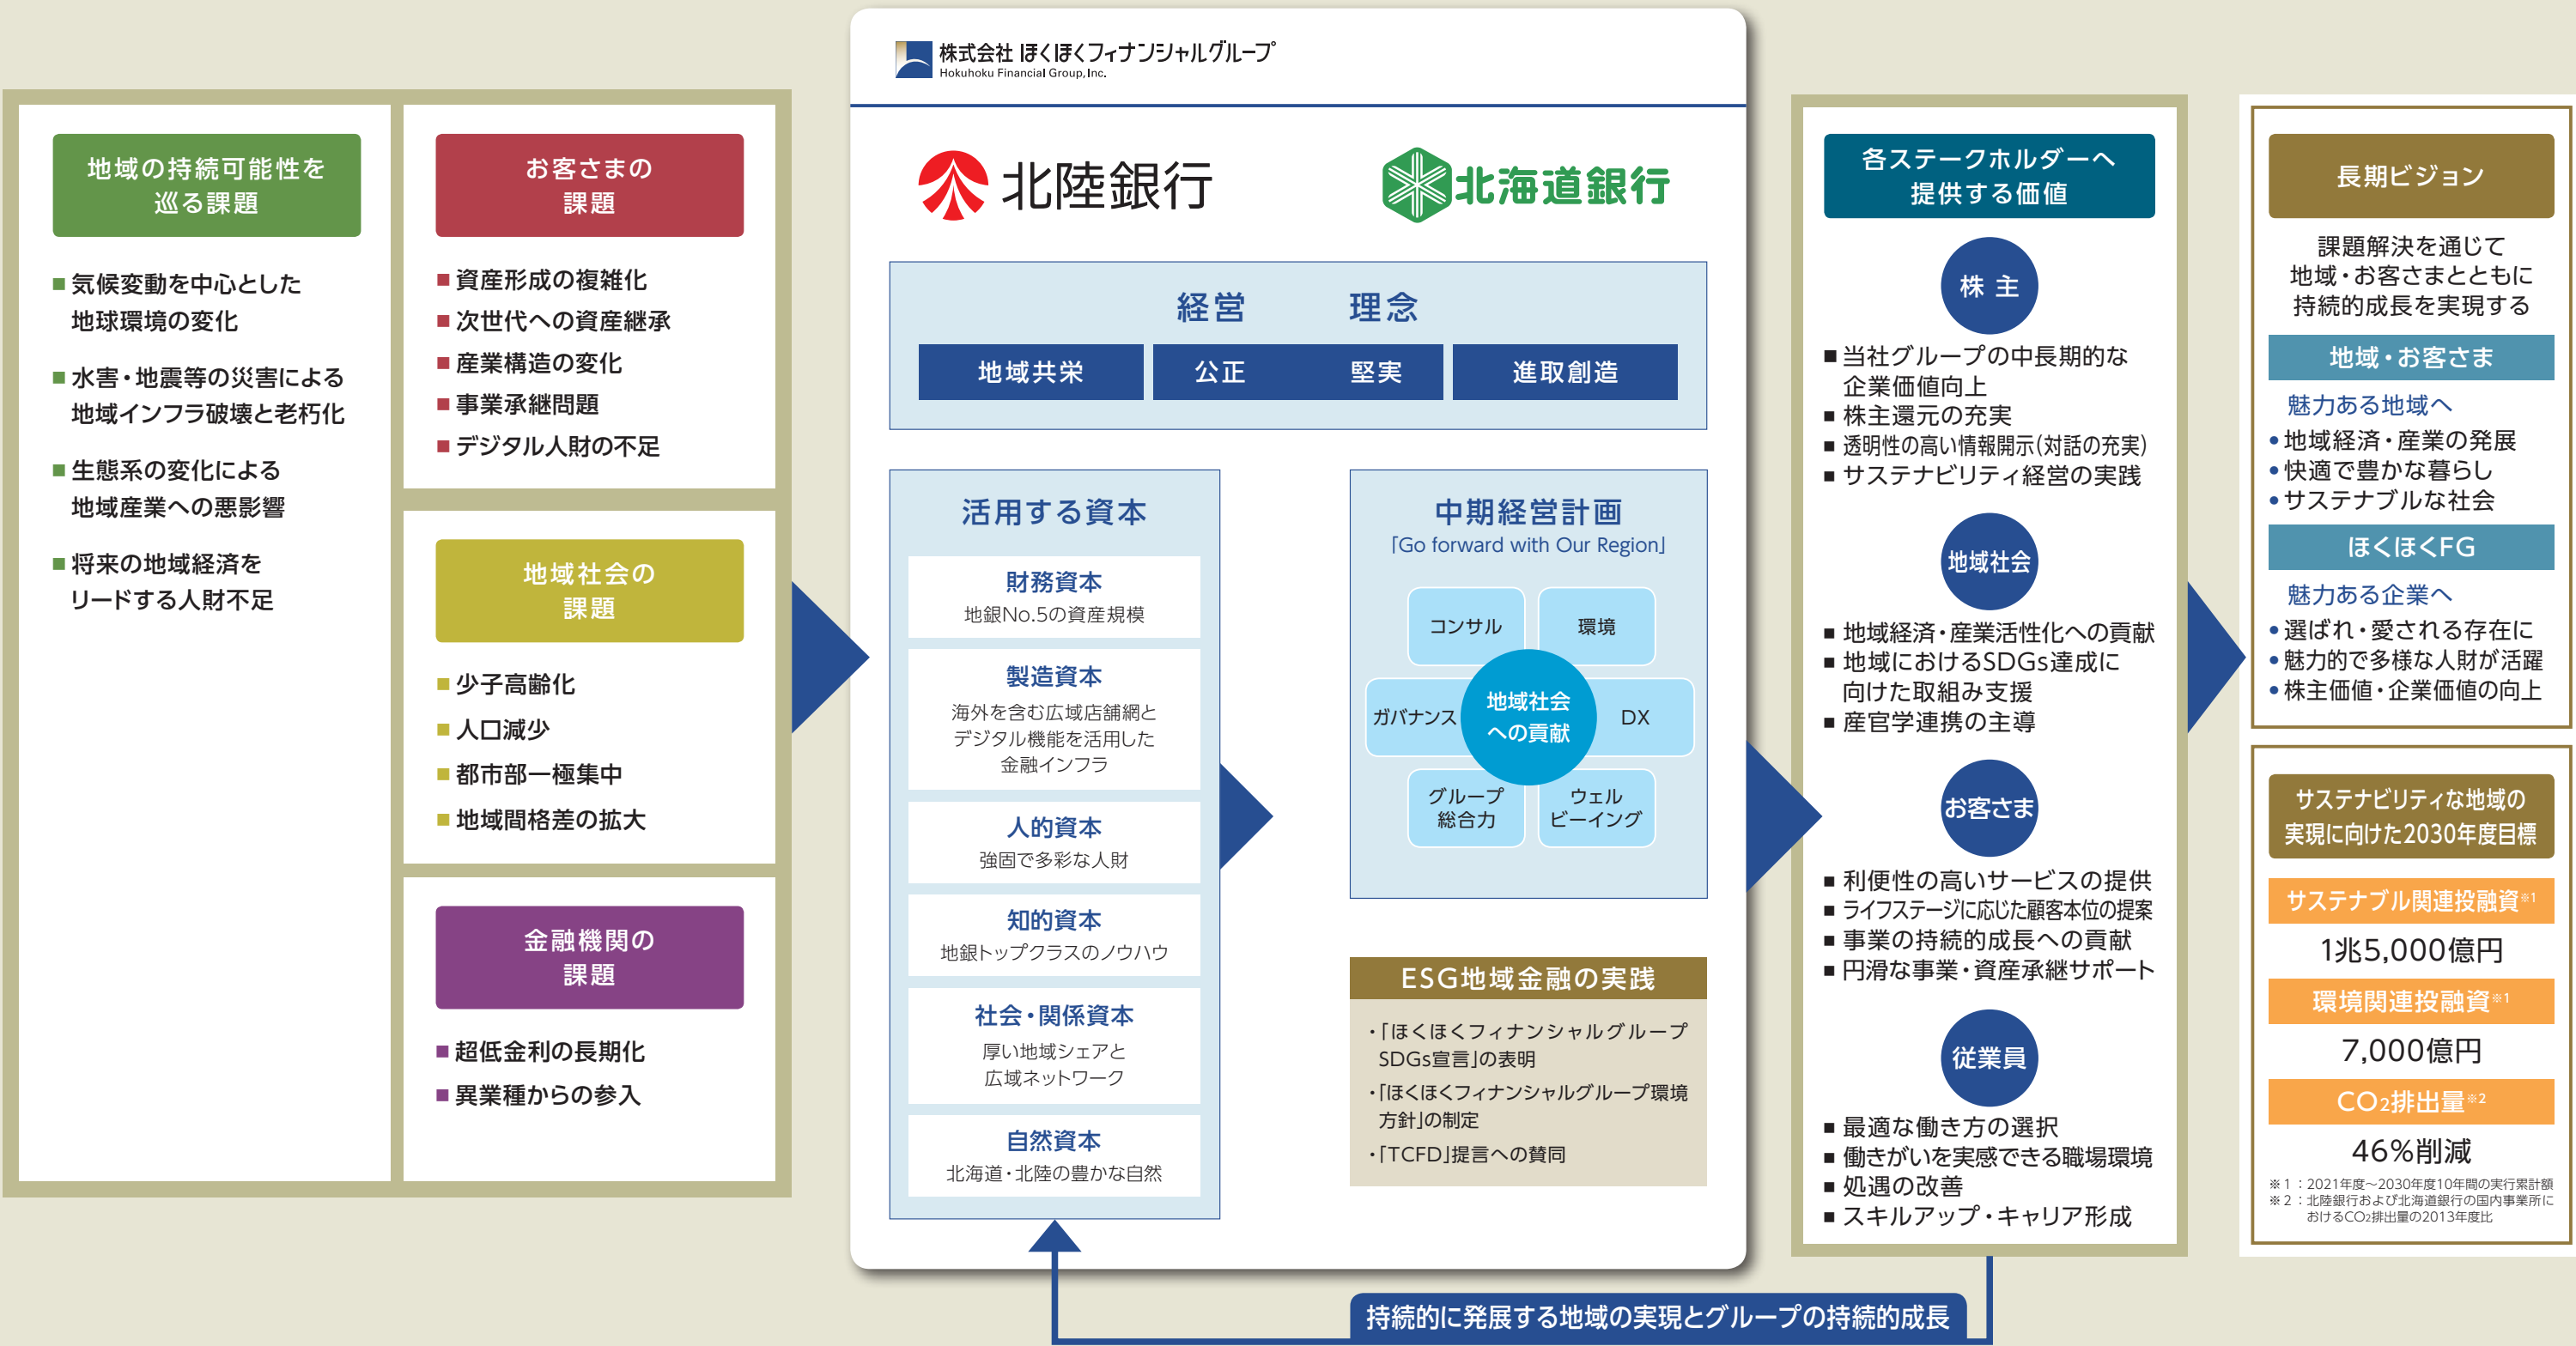 地域の持続可能性を
巡る課題
■気候変動を中心とした
地球環境の変化
■水害・地震等の災害による
地域インフラ破壊と老朽化
■生態系の変化による
地域産業への悪影響
■将来の地域経済を
リードする人財不足
お客さまの
課題
■資産形成の複雑化
■次世代への資産継承
■産業構造の変化
■事業承継問題
■デジタル人財の不足
地域社会の
課題
■少子高齢化
■人口減少
■都市部一極集中
■地域間格差の拡大
金融機関の
課題
■超低金利の長期化
■異業種からの参入
株式会社 ほくほくフィナンシャルグループ
Hokuhoku Financial Group, Inc.
北陸銀行
北海道銀行
経営 理念
地域共栄
公正 堅実
進取創造
活用する資本
財務資本
地銀No.5の資産規模
製造資本
海外を含む広域店舗網と
デジタル機能を活用した
金融インフラ
人的資本
強固で多彩な人財
知的資本
地銀トップクラスのノウハウ
社会・関係資本
厚い地域シェアと
広域ネットワーク
自然資本
北海道・北陸の豊かな自然
中期経営計画
「Go forward with Our Region」
コンサル
環境
ガバナンス
地域社会
への貢献
DX
グループ
総合力
ウェル
ビーイング
ESG地域金融の実践
・「ほくほくフィナンシャルグループ
SDGs宣言」の表明
・「ほくほくフィナンシャルグループ環境
方針」の制定
・「TCFD」提言への賛同
各ステークホルダーへ
提供する価値
株 主
■当社グループの中長期的な
企業価値向上
■株主還元の充実
■透明性の高い情報開示(対話の充実)
■サステナビリティ経営の実践
地域社会
■地域経済・産業活性化への貢献
■地域におけるSDGs達成に
向けた取組み支援
■産官学連携の主導
お客さま
■利便性の高いサービスの提供
■ライフステージに応じた顧客本位の提案
■事業の持続的成長への貢献
■円滑な事業・資産承継サポート
従業員
■最適な働き方の選択
■働きがいを実感できる職場環境
■処遇の改善
■スキルアップ・キャリア形成
長期ビジョン
課題解決を通じて
地域・お客さまとともに
持続的成長を実現する
地域・お客さま
魅力ある地域へ
•地域経済・産業の発展
•快適で豊かな暮らし
•サステナブルな社会
ほくほくFG
魅力ある企業へ
•選ばれ・愛される存在に
•魅力的で多様な人財が活躍
•株主価値・企業価値の向上
サステナビリティな地域の
実現に向けた2030年度目標
サステナブル関連投融資※1
1兆5,000億円
環境関連投融資※1
7,000億円
CO2排出量※2
46%削減
※1：2021年度～2030年度10年間の実行累計額
※2：北陸銀行および北海道銀行の国内事業所に
おけるCO2排出量の2013年度比
持続的に発展する地域の実現とグループの持続的成長